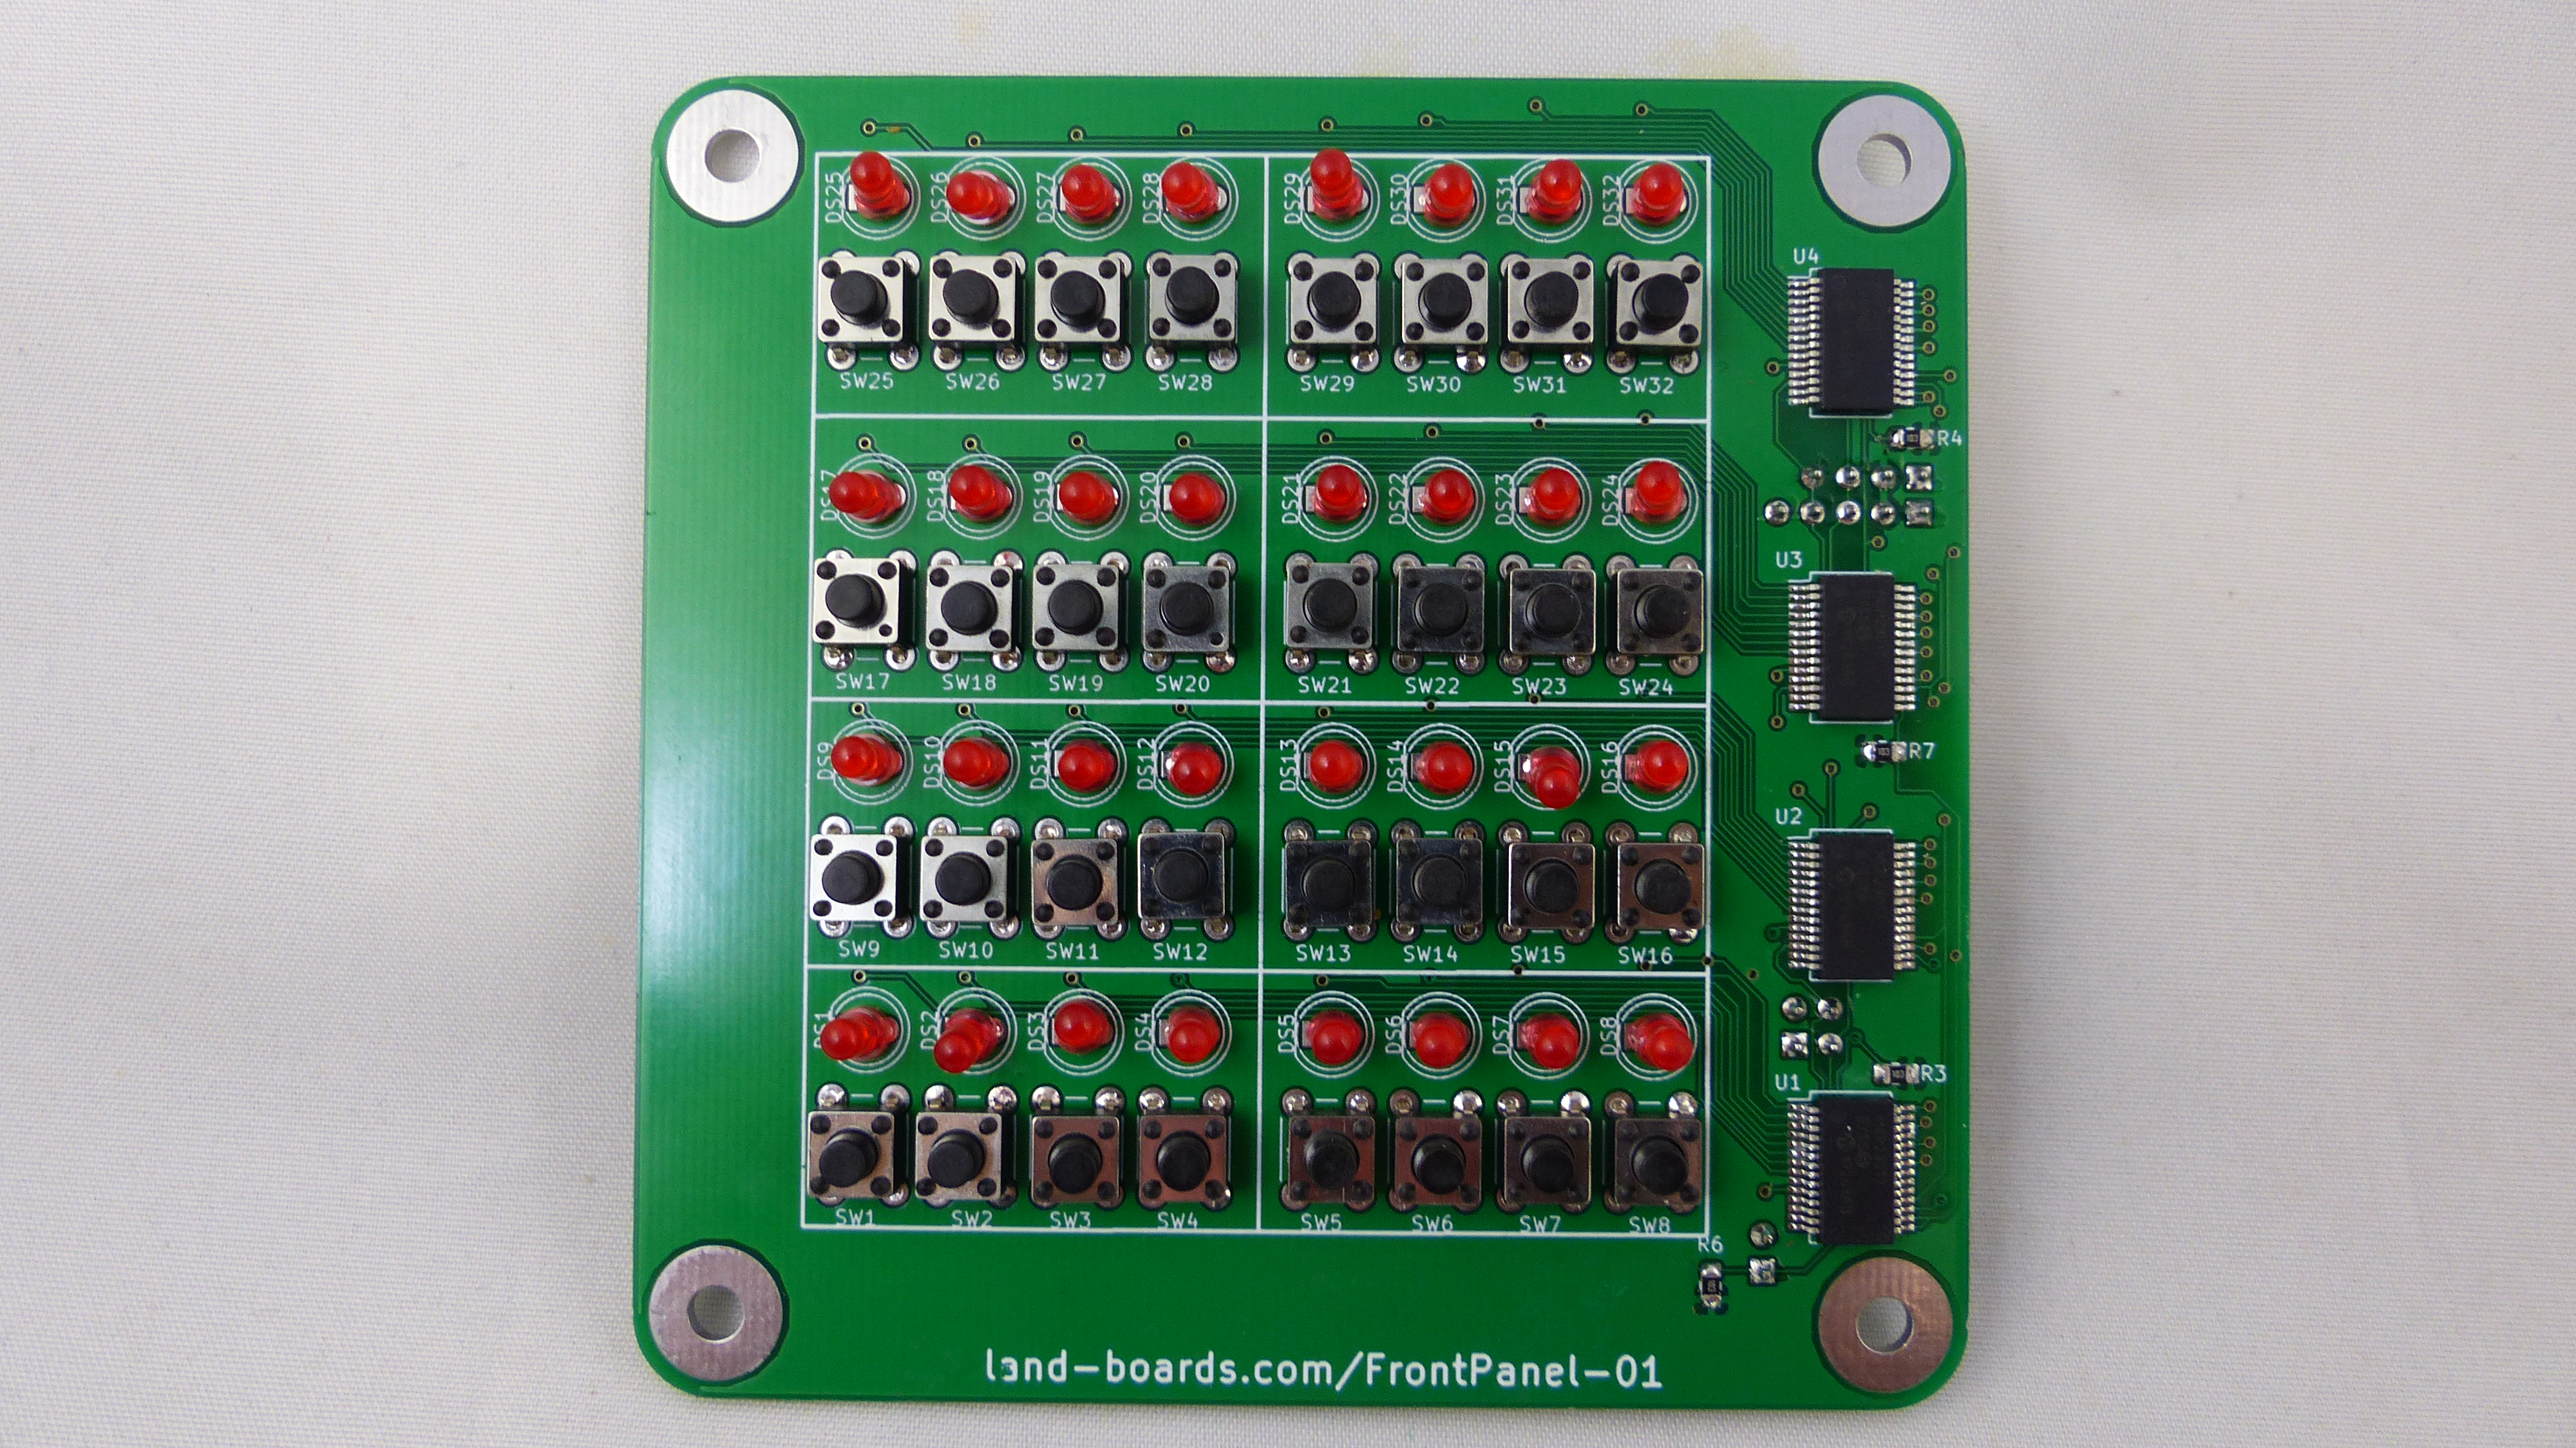 DS25 DS26 DS27 DS28 DS29 DS30 DS31 DS32
U4
SW25 SW26 SW27 SW28 SW29 SW30 SW31 SW32
R4
DS17 DS18 DS19 DS20 DS21 DS22 DS23 DS24
U3
SW17 SW18 SW19 SW20 SW21 SW22 SW23 SW24
R7
DS9 DS10 DS11 DS12 DS13 DS14 DS15 DS16
U2
SW9 SW10 SW11 SW12 SW13 SW14 SW15 SW16
DS1 DS2 DS3 DS4 DS5 DS6 DS7 DS8
R3
U1
SW1 SW2 SW3 SW4 SW5 SW6 SW7 SW8
R6
land-boards.com/FrontPanel-01